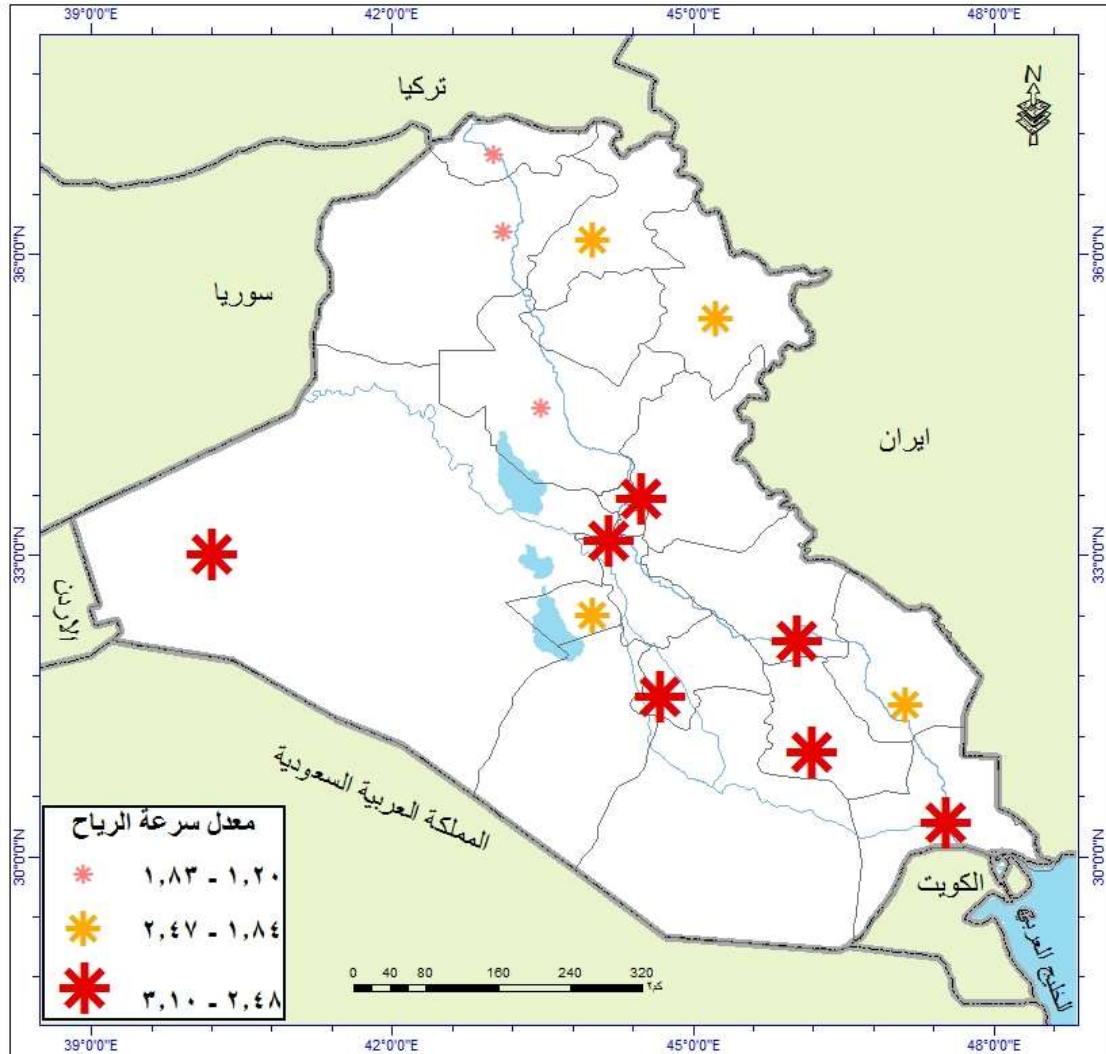 39°0'0"E 42°0'0"E 45°0'0"E 48°0'0"E
N
تركيا
36°0'0"N 36°0'0"N
سوريا
ايران
33°0'0"N 33°0'0"N
الاردن
المملكة العربية السعودية
30°0'0"N 30°0'0"N
الكويت
الخليج العربي
معدل سرعة الرياح
١,٢٠ - ١,٨٣
١,٨٤ - ٢,٤٧
٢,٤٨ - ٣,١٠
0 40 80 160 240 320
كم٢
39°0'0"E 42°0'0"E 45°0'0"E 48°0'0"E